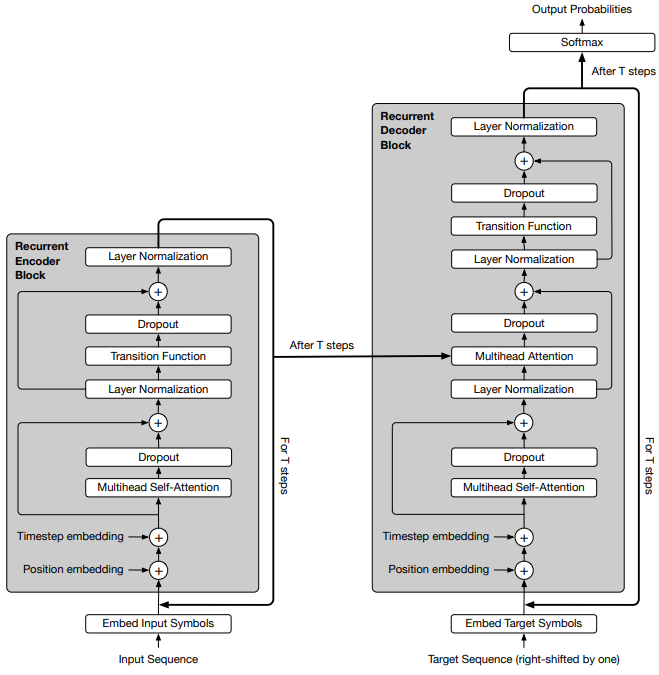 Output Probabilities
Softmax
After T steps
Recurrent
Decoder
Block
Layer Normalization
+
Dropout
Transition Function
Layer Normalization
+
Dropout
Multihead Attention
Layer Normalization
+
Dropout
Multihead Self-Attention
Timestep embedding
+
Position embedding
+
For T steps
Embed Target Symbols
Target Sequence (right-shifted by one)
After T steps
Recurrent
Encoder
Block
Layer Normalization
+
Dropout
Transition Function
Layer Normalization
+
Dropout
Multihead Self-Attention
Timestep embedding
+
Position embedding
+
For T steps
Embed Input Symbols
Input Sequence